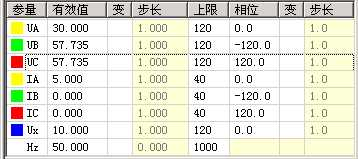 参量 有效值 变 步长 上限 相位 变 步长
UA 30.000 1.000 120 0.0 1.0
UB 57.735 1.000 120 -120.0 1.0
UC 57.735 1.000 120 120.0 1.0
IA 5.000 1.000 40 0.0 1.0
IB 0.000 1.000 40 -120.0 1.0
IC 0.000 1.000 40 120.0 1.0
Ux 10.000 1.000 120 0.0 1.0
Hz 50.000 0.000 1000